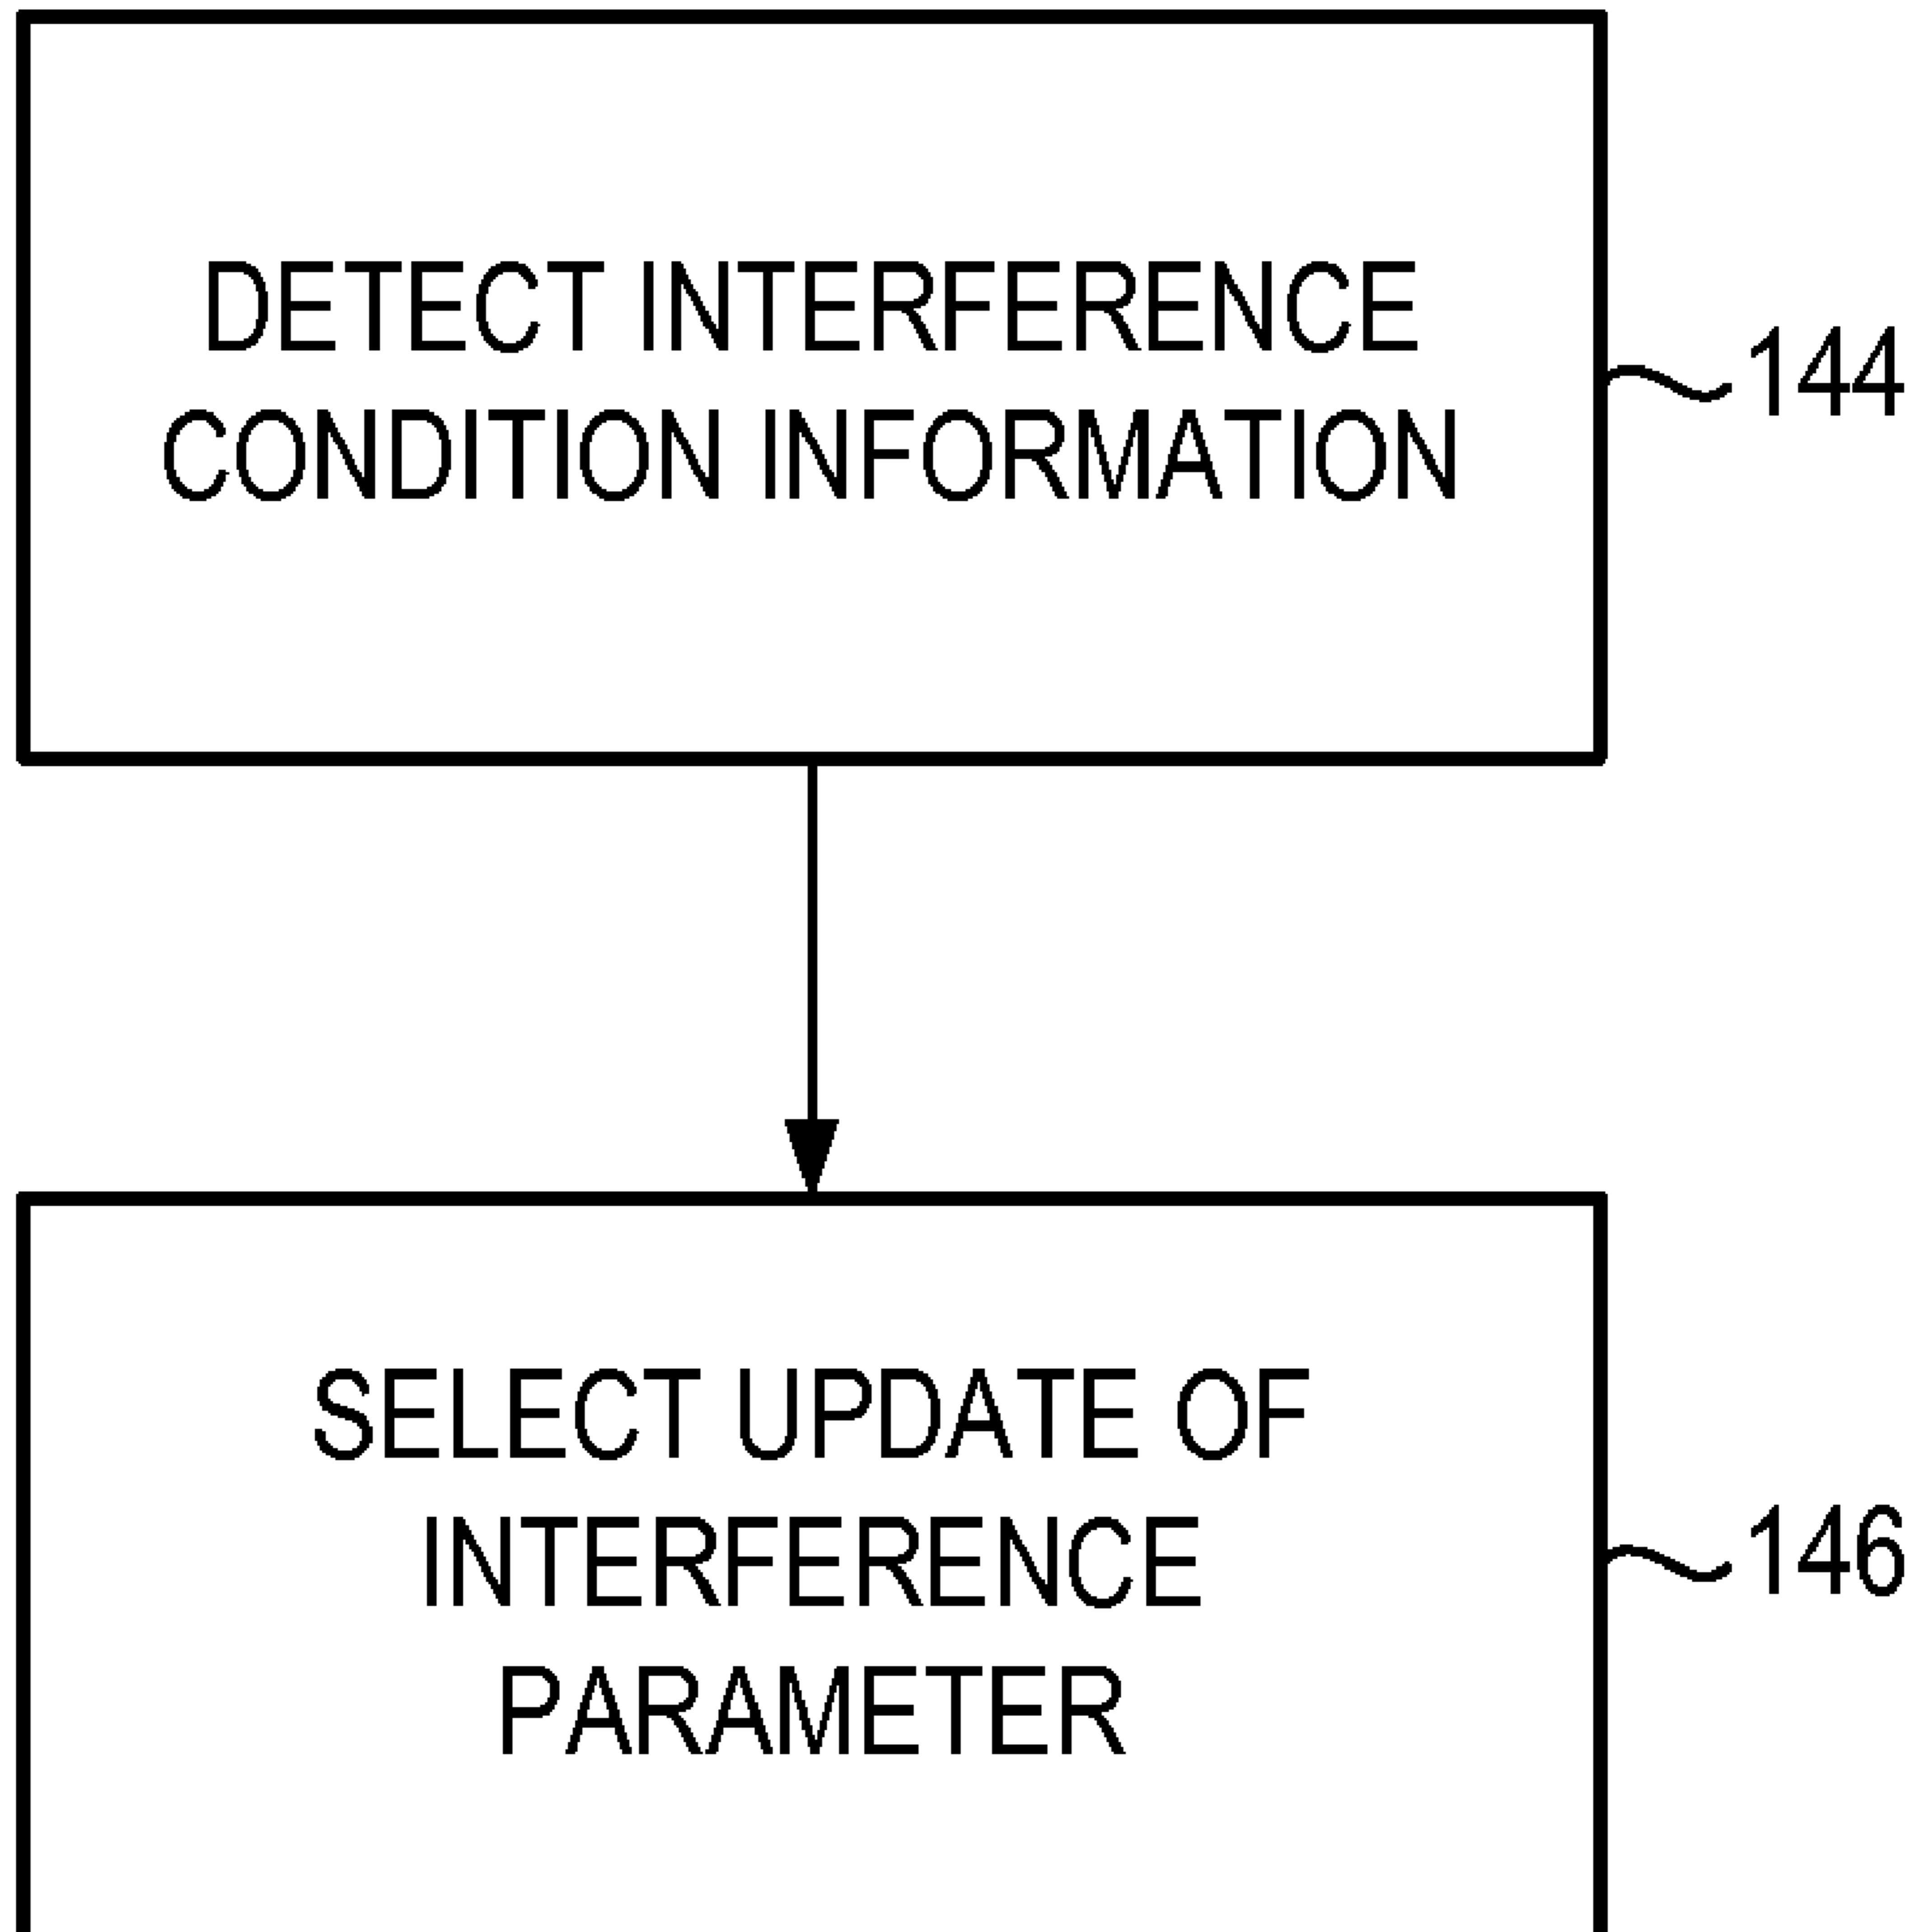 DETECT INTERFERENCE
CONDITION INFORMATION
144
SELECT UPDATE OF
INTERFERENCE
PARAMETER
146